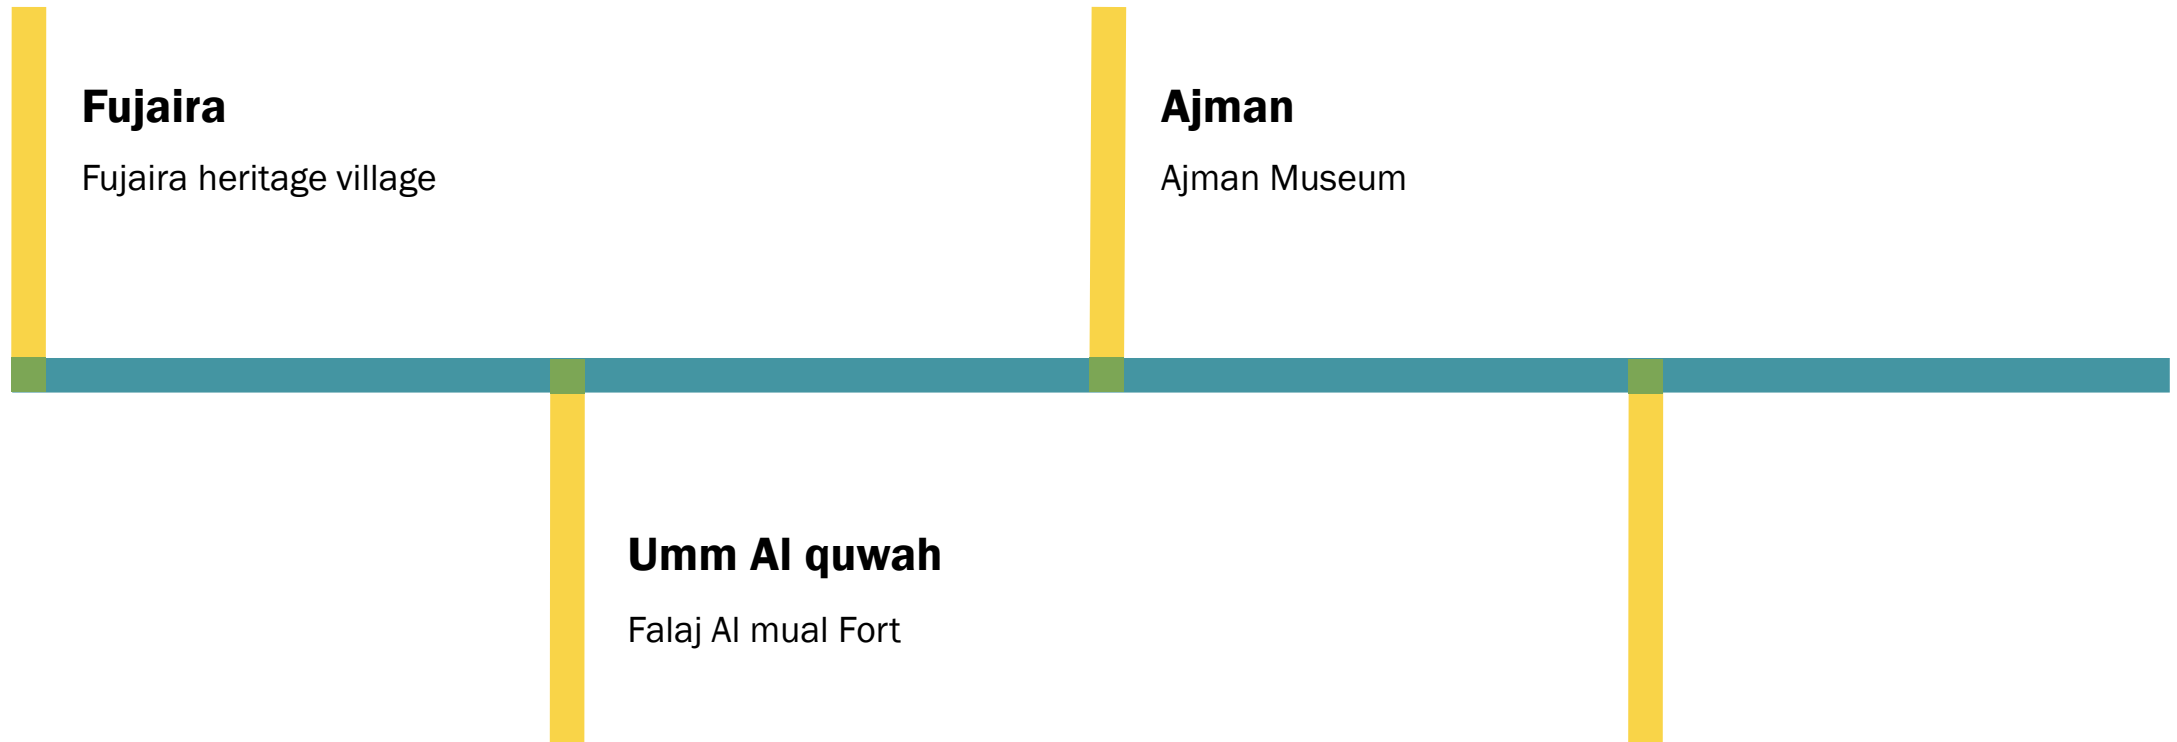 Fujaira
Fujaira heritage village
Umm Al quwah
Falaj Al mual Fort
Ajman
Ajman Museum